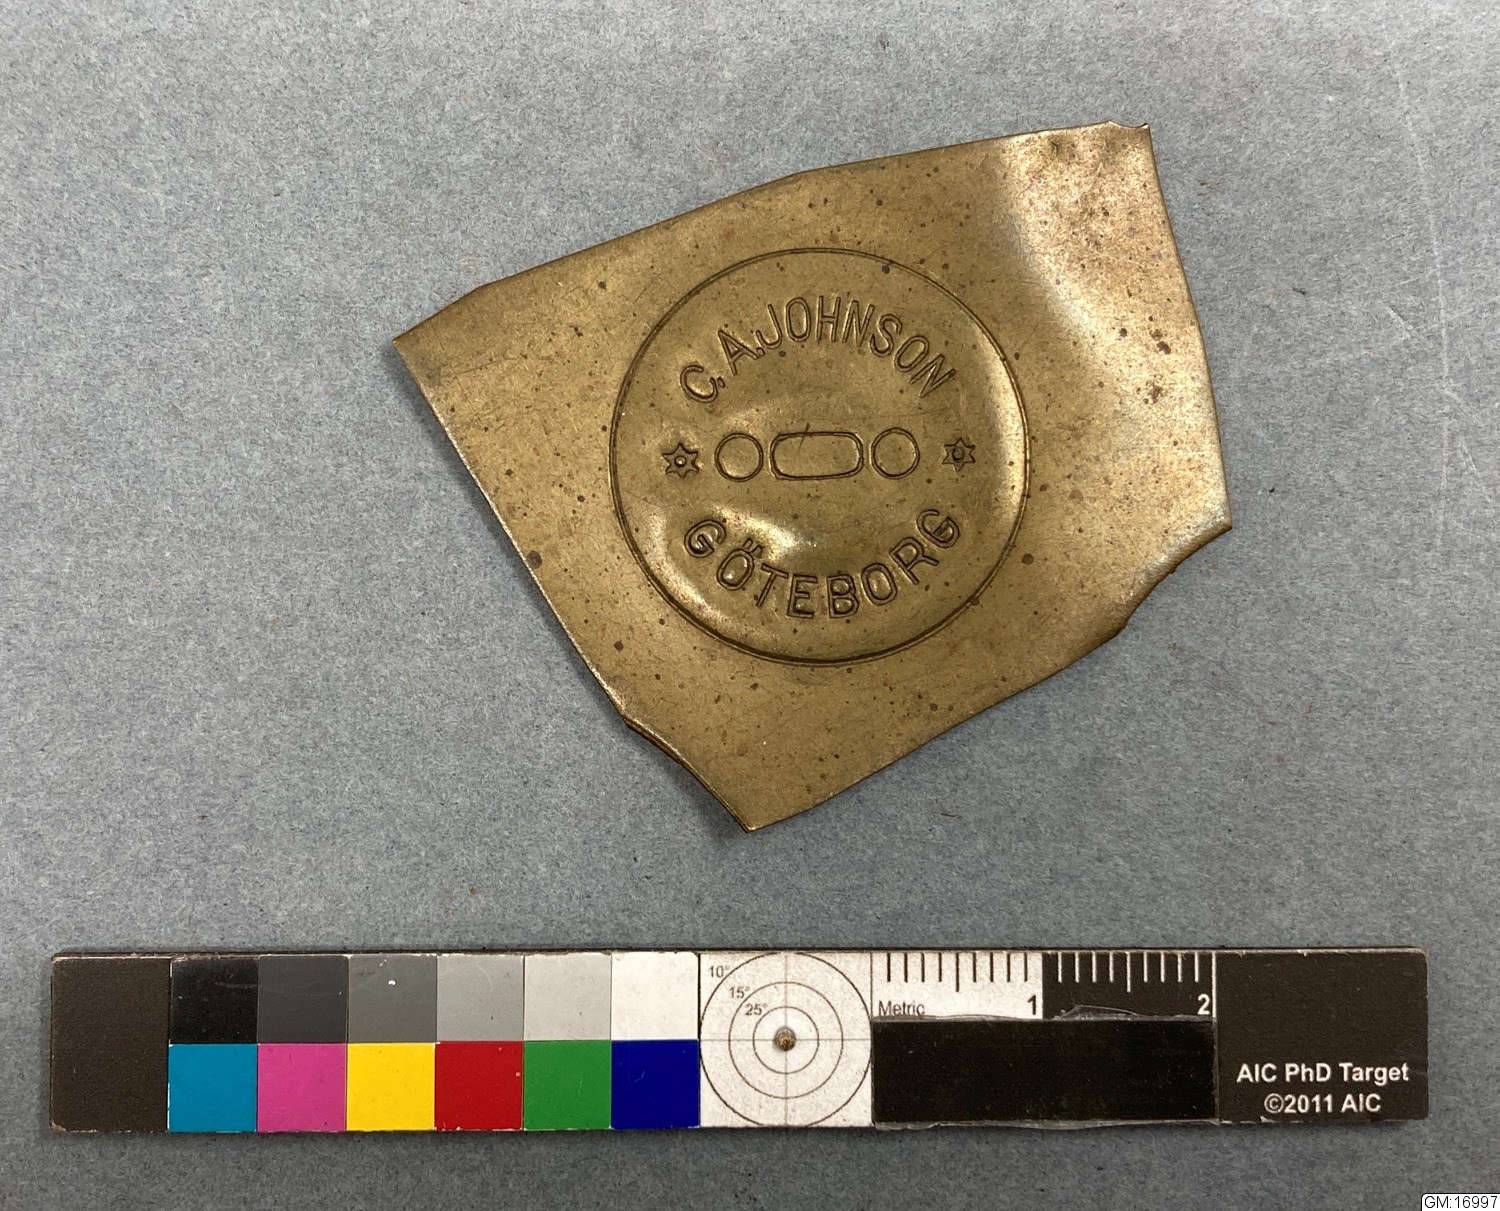 C. A. JOHNSON
GÖTEBORG
10°
15°
25°
Metric
1
2
AIC PhD Target
©2011 AIC
GM:16997